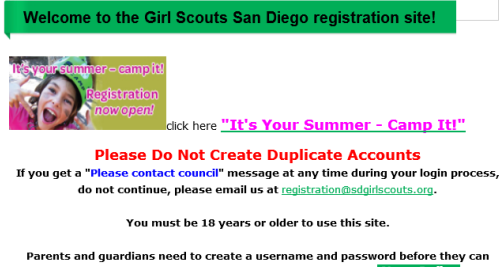 Welcome to the Girl Scouts San Diego registration site!
It's your summer – camp it!
Registration
now open!
click here "It's Your Summer - Camp It!"
Please Do Not Create Duplicate Accounts
If you get a "Please contact council" message at any time during your login process,
do not continue, please email us at registration@sdgirlscouts.org.
You must be 18 years or older to use this site.
Parents and guardians need to create a username and password before they can